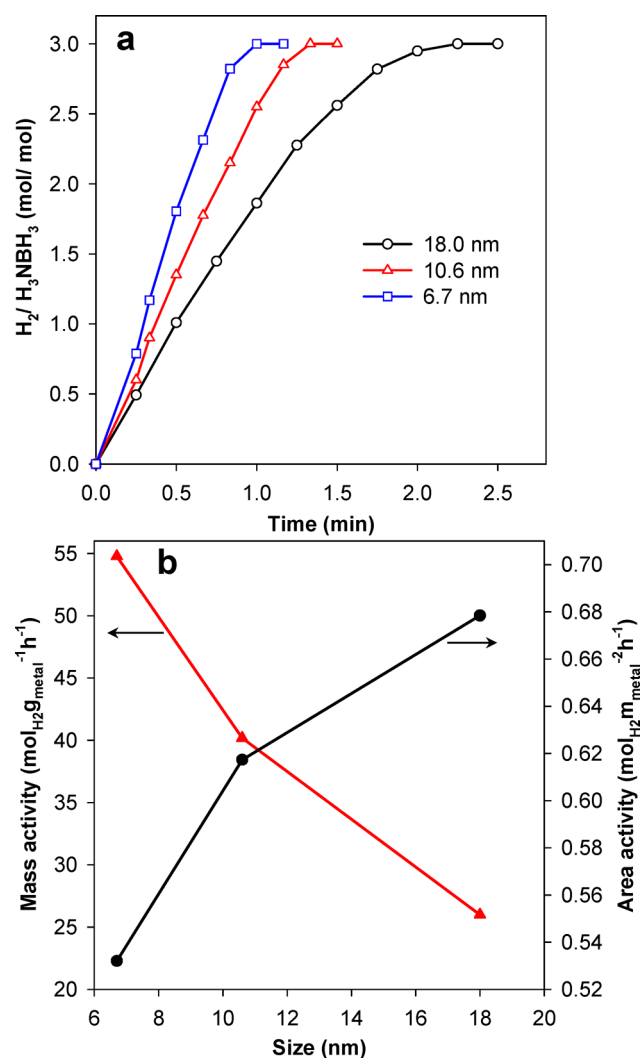 a
H₂/ H₃NBH₃ (mol/ mol)
3.0
2.5
2.0
1.5
1.0
0.5
0.0
18.0 nm
10.6 nm
6.7 nm
0.0 0.5 1.0 1.5 2.0 2.5
Time (min)
b
Mass activity (mol_H2 g_metal⁻¹h⁻¹)
55
50
45
40
35
30
25
20
0.70
0.68
0.66
0.64
0.62
0.60
0.58
0.56
0.54
0.52
Area activity (mol_H2 m_metal⁻²h⁻¹)
6 8 10 12 14 16 18 20
Size (nm)